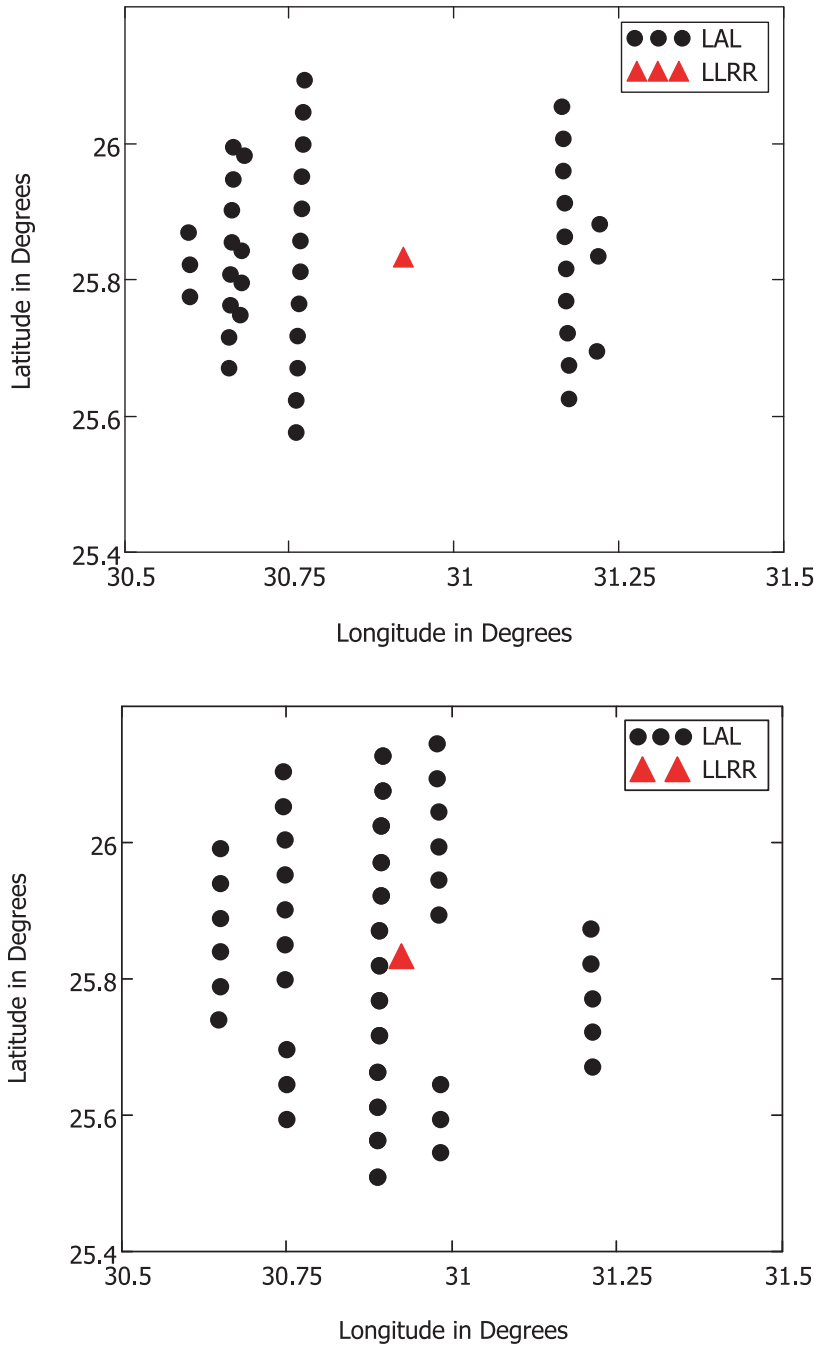 LAL
LLRR
26
25.8
25.6
25.4
Latitude in Degrees
30.5 30.75 31 31.25 31.5
Longitude in Degrees
LAL
LLRR
26
25.8
25.6
25.4
Latitude in Degrees
30.5 30.75 31 31.25 31.5
Longitude in Degrees